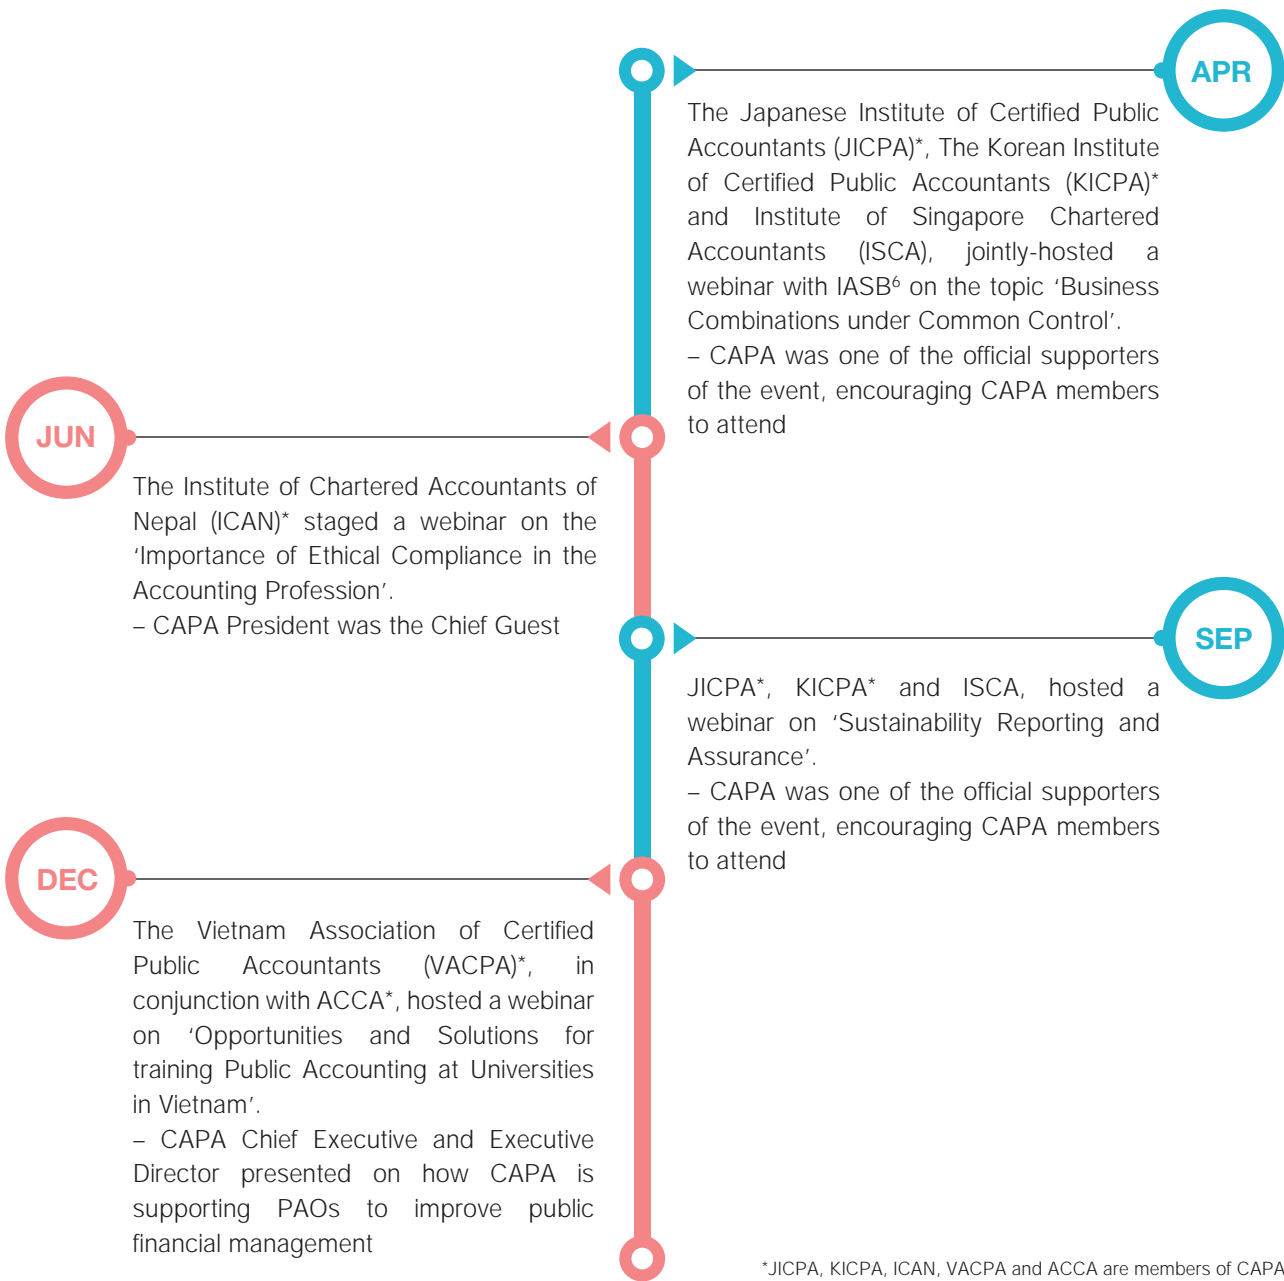 APR
The Japanese Institute of Certified Public
Accountants (JICPA)*, The Korean Institute
of Certified Public Accountants (KICPA)*
and Institute of Singapore Chartered
Accountants (ISCA), jointly-hosted a
webinar with IASB⁶ on the topic ‘Business
Combinations under Common Control’.
– CAPA was one of the official supporters
of the event, encouraging CAPA members
to attend
JUN
The Institute of Chartered Accountants of
Nepal (ICAN)* staged a webinar on the
‘Importance of Ethical Compliance in the
Accounting Profession’.
– CAPA President was the Chief Guest
SEP
JICPA*, KICPA* and ISCA, hosted a
webinar on ‘Sustainability Reporting and
Assurance’.
– CAPA was one of the official supporters
of the event, encouraging CAPA members
to attend
DEC
The Vietnam Association of Certified
Public Accountants (VACPA)*, in
conjunction with ACCA*, hosted a webinar
on ‘Opportunities and Solutions for
training Public Accounting at Universities
in Vietnam’.
– CAPA Chief Executive and Executive
Director presented on how CAPA is
supporting PAOs to improve public
financial management
*JICPA, KICPA, ICAN, VACPA and ACCA are members of CAPA